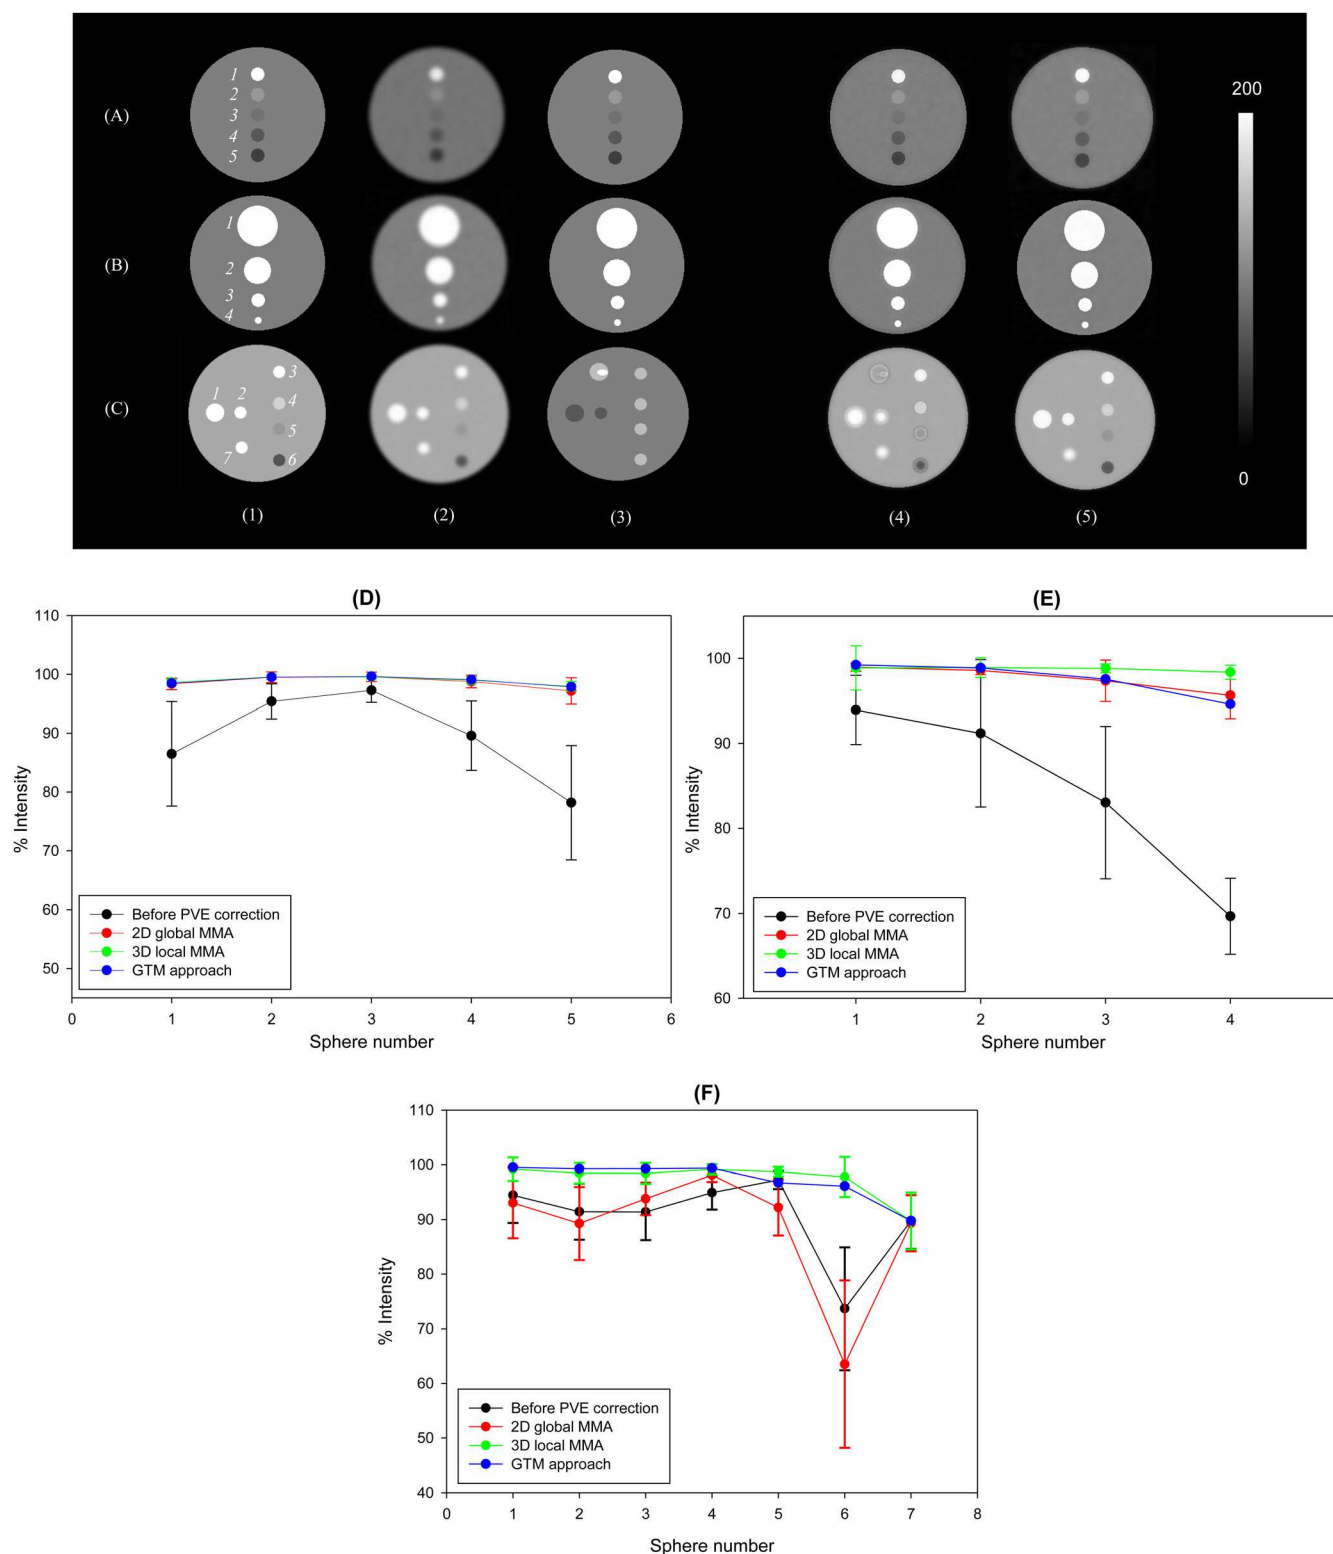 200
(A)
1
2
3
4
5
(B)
1
2
3
4
(C)
1
2
3
4
5
6
7
0
(1)
(2)
(3)
(4)
(5)
(D)
110
100
90
80
70
60
50
% Intensity
Before PVE correction
2D global MMA
3D local MMA
GTM approach
0 1 2 3 4 5 6
Sphere number
(E)
100
90
80
70
60
% Intensity
Before PVE correction
2D global MMA
3D local MMA
GTM approach
1 2 3 4
Sphere number
(F)
110
100
90
80
70
60
50
40
% Intensity
Before PVE correction
2D global MMA
3D local MMA
GTM approach
0 1 2 3 4 5 6 7 8
Sphere number